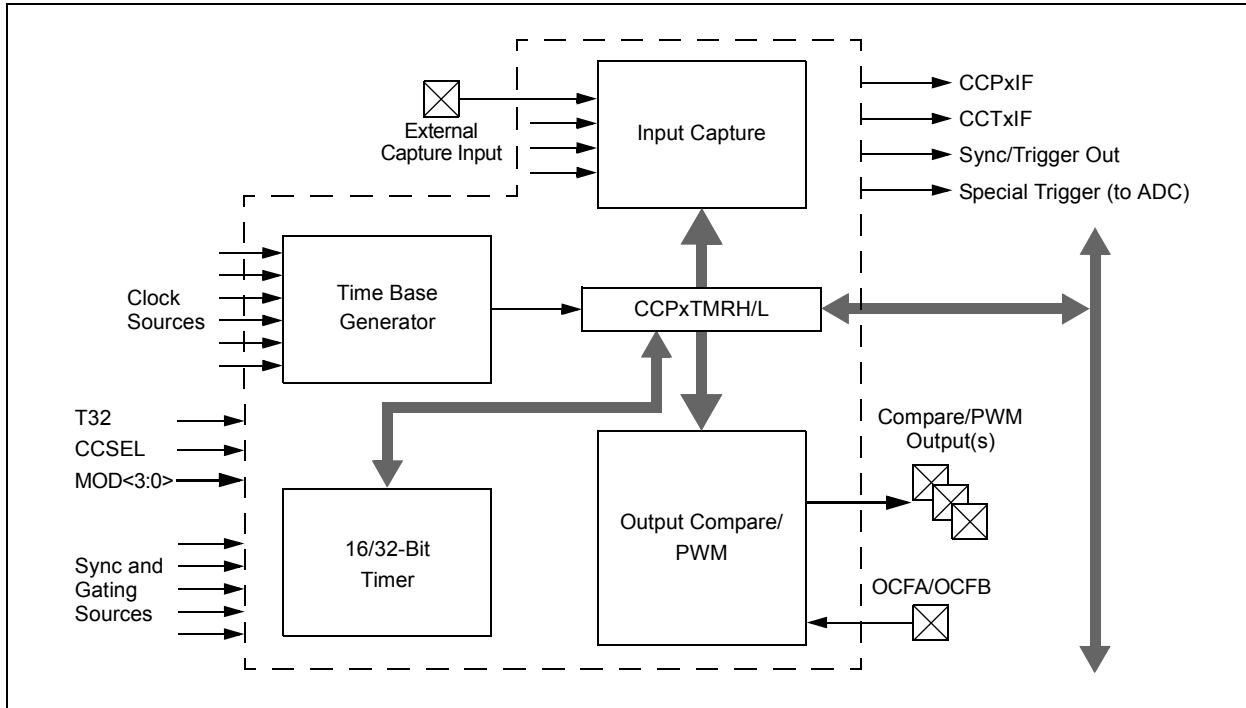 External
Capture Input
Input Capture
CCPxIF
CCTxIF
Sync/Trigger Out
Special Trigger (to ADC)
Clock
Sources
Time Base
Generator
CCPxTMRH/L
T32
CCSEL
MOD<3:0>
Sync and
Gating
Sources
16/32-Bit
Timer
Output Compare/
PWM
Compare/PWM
Output(s)
OCFA/OCFB